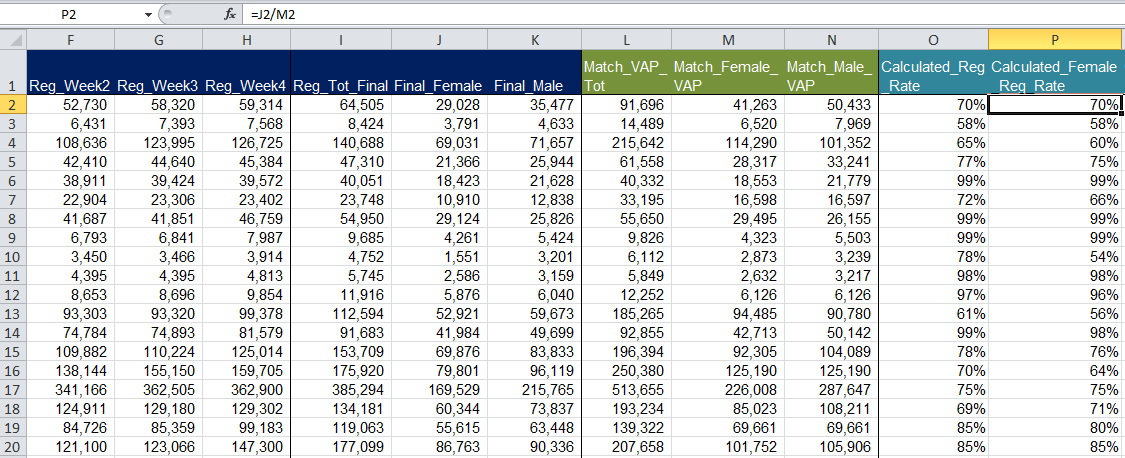 P2 fx =J2/M2
F G H I J K L M N O P
1 Reg_Week2 Reg_Week3 Reg_Week4 Reg_Tot_Final Final_Female Final_Male Match_VAP_ Match_Female_ Match_Male_ Calculated_Reg Calculated_Female
Tot VAP VAP _Rate _Reg_Rate
2 52,730 58,320 59,314 64,505 29,028 35,477 91,696 41,263 50,433 70% 70%
3 6,431 7,393 7,568 8,424 3,791 4,633 14,489 6,520 7,969 58% 58%
4 108,636 123,995 126,725 140,688 69,031 71,657 215,642 114,290 101,352 65% 60%
5 42,410 44,640 45,384 47,310 21,366 25,944 61,558 28,317 33,241 77% 75%
6 38,911 39,424 39,572 40,051 18,423 21,628 40,332 18,553 21,779 99% 99%
7 22,904 23,306 23,402 23,748 10,910 12,838 33,195 16,598 16,597 72% 66%
8 41,687 41,851 46,759 54,950 29,124 25,826 55,650 29,495 26,155 99% 99%
9 6,793 6,841 7,987 9,685 4,261 5,424 9,826 4,323 5,503 99% 99%
10 3,450 3,466 3,914 4,752 1,551 3,201 6,112 2,873 3,239 78% 54%
11 4,395 4,395 4,813 5,745 2,586 3,159 5,849 2,632 3,217 98% 98%
12 8,653 8,696 9,854 11,916 5,876 6,040 12,252 6,126 6,126 97% 96%
13 93,303 93,320 99,378 112,594 52,921 59,673 185,265 94,485 90,780 61% 56%
14 74,784 74,893 81,579 91,683 41,984 49,699 92,855 42,713 50,142 99% 98%
15 109,882 110,224 125,014 153,709 69,876 83,833 196,394 92,305 104,089 78% 76%
16 138,144 155,150 159,705 175,920 79,801 96,119 250,380 125,190 125,190 70% 64%
17 341,166 362,505 362,900 385,294 169,529 215,765 513,655 226,008 287,647 75% 75%
18 124,911 129,180 129,302 134,181 60,344 73,837 193,234 85,023 108,211 69% 71%
19 84,726 85,359 99,183 119,063 55,615 63,448 139,322 69,661 69,661 85% 80%
20 121,100 123,066 147,300 177,099 86,763 90,336 207,658 101,752 105,906 85% 85%